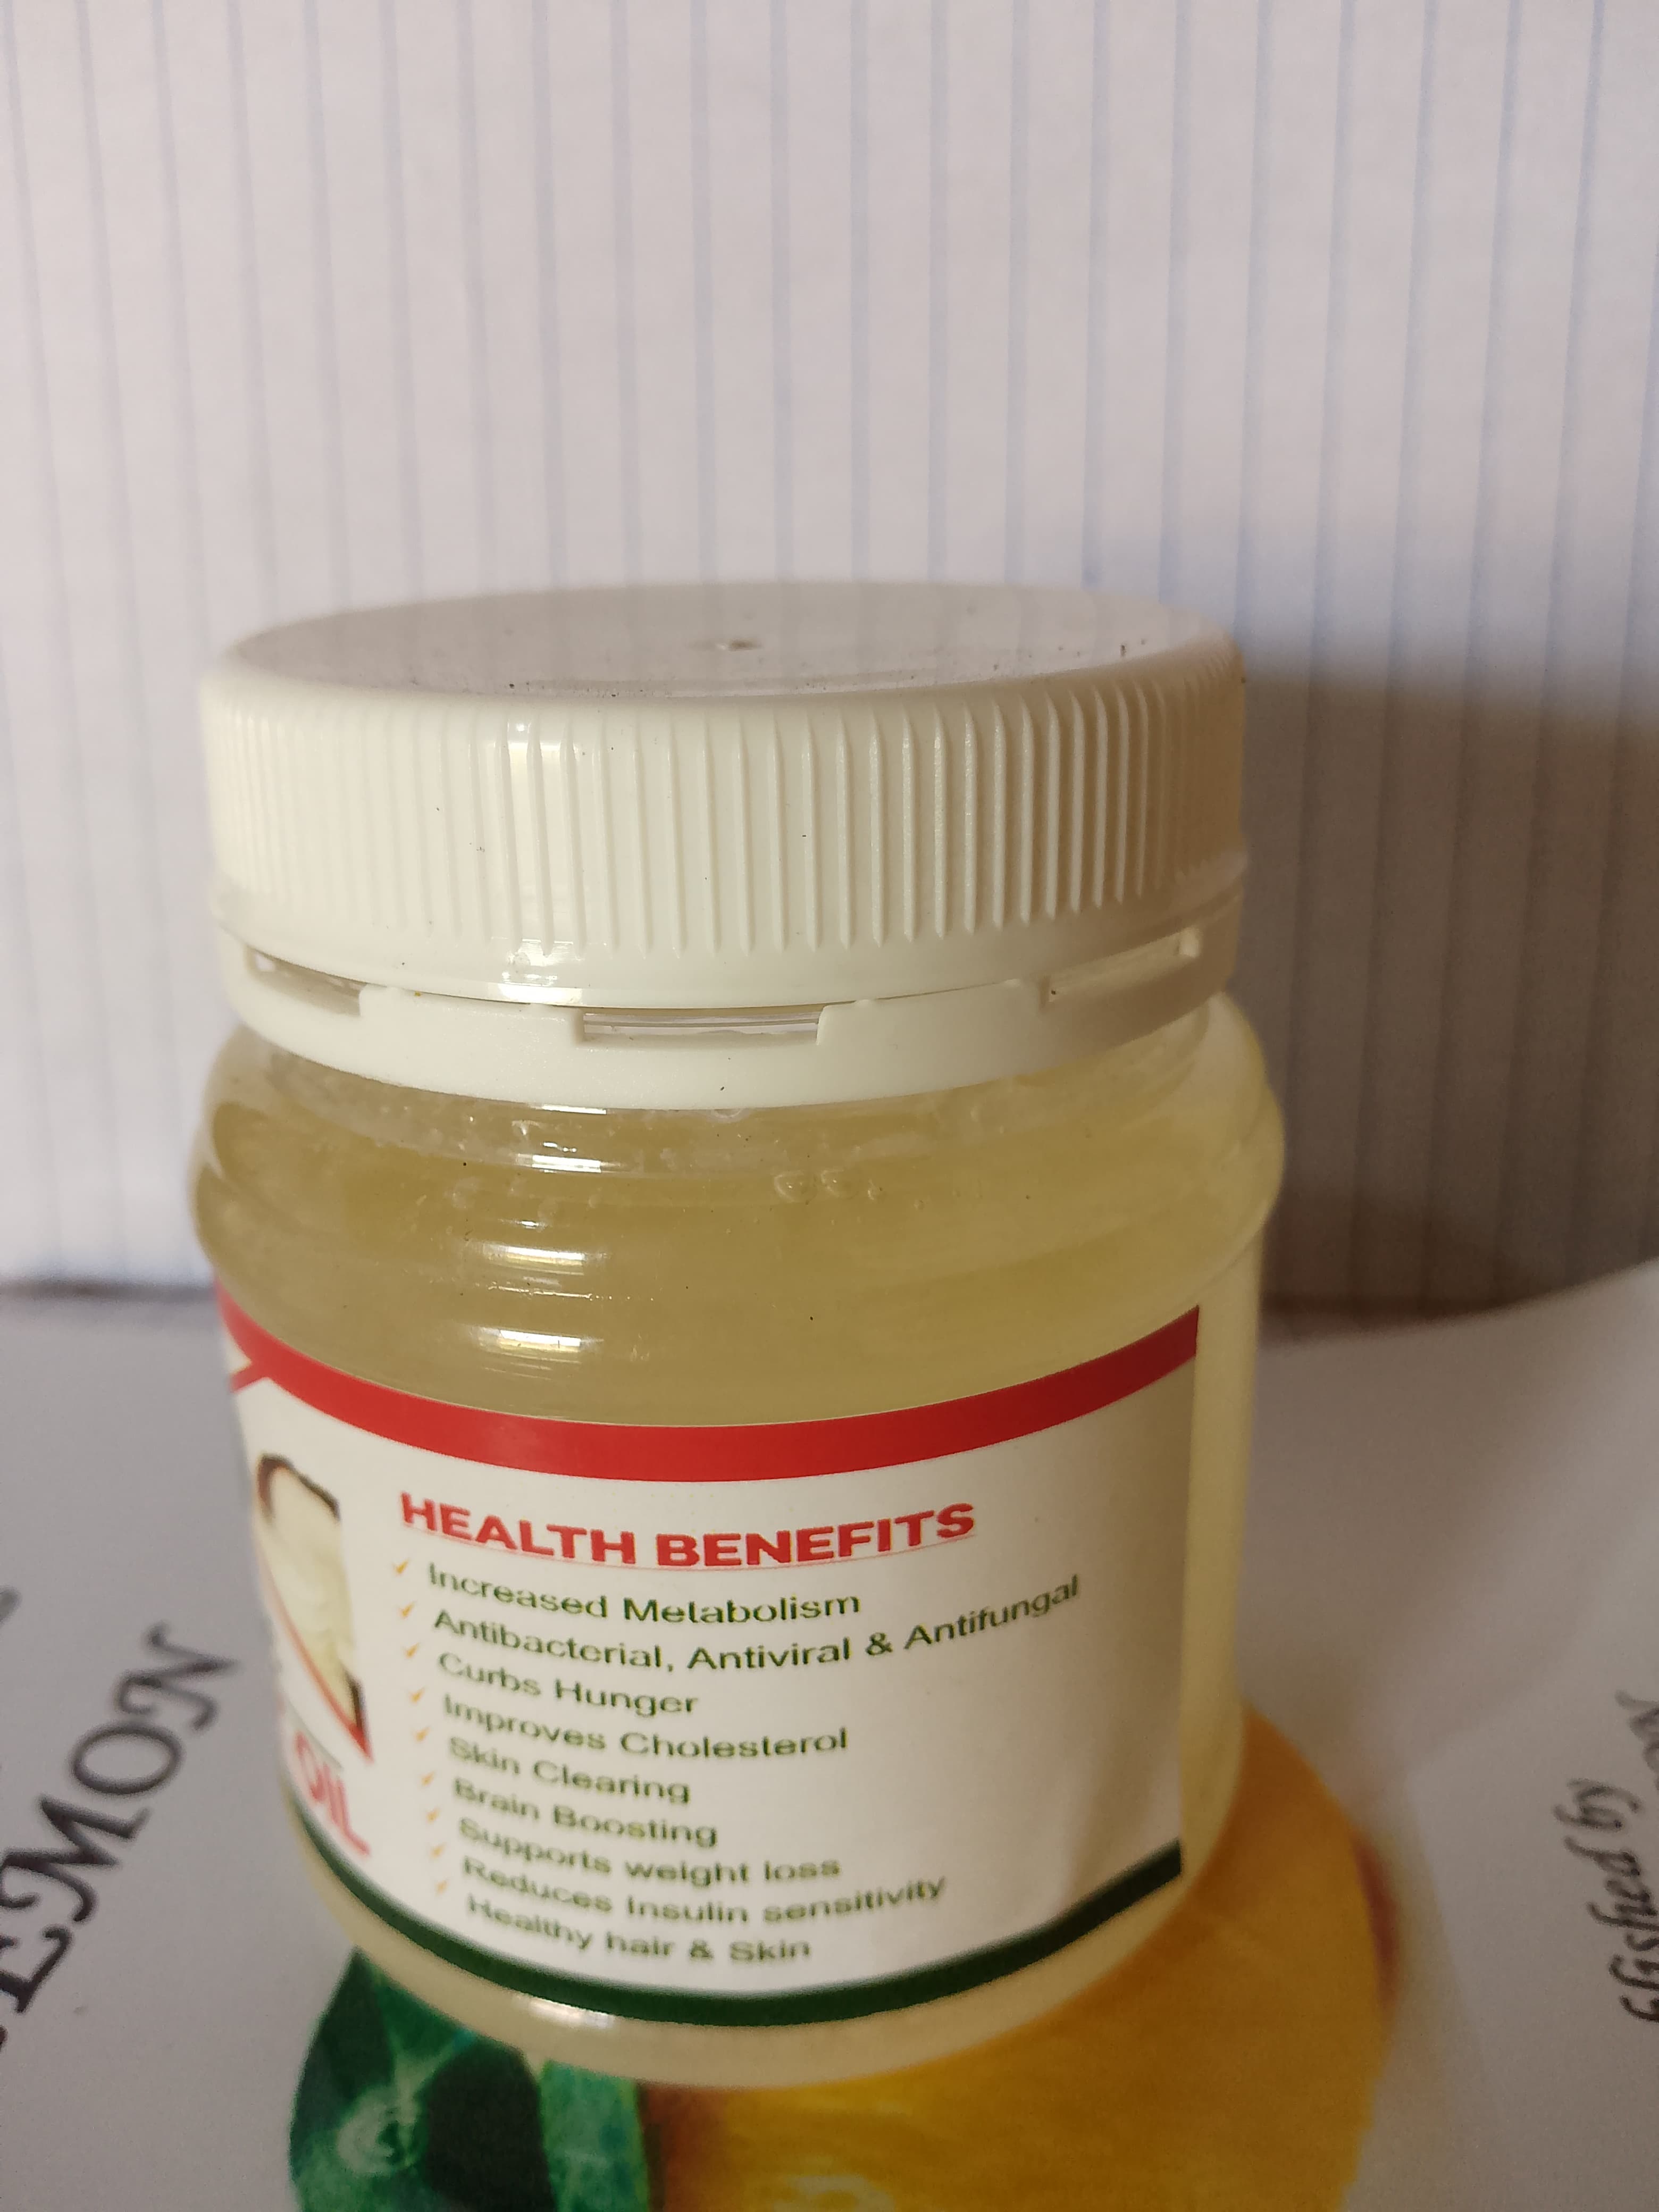 HEALTH BENEFITS
Increased Metabolism
Antibacterial, Antiviral & Antifungal
Curbs Hunger
Improves Cholesterol
Skin Clearing
Brain Boosting
Supports weight loss
Reduces Insulin sensitivity
Healthy hair & Skin
OIL
EMON
by pazhstyy